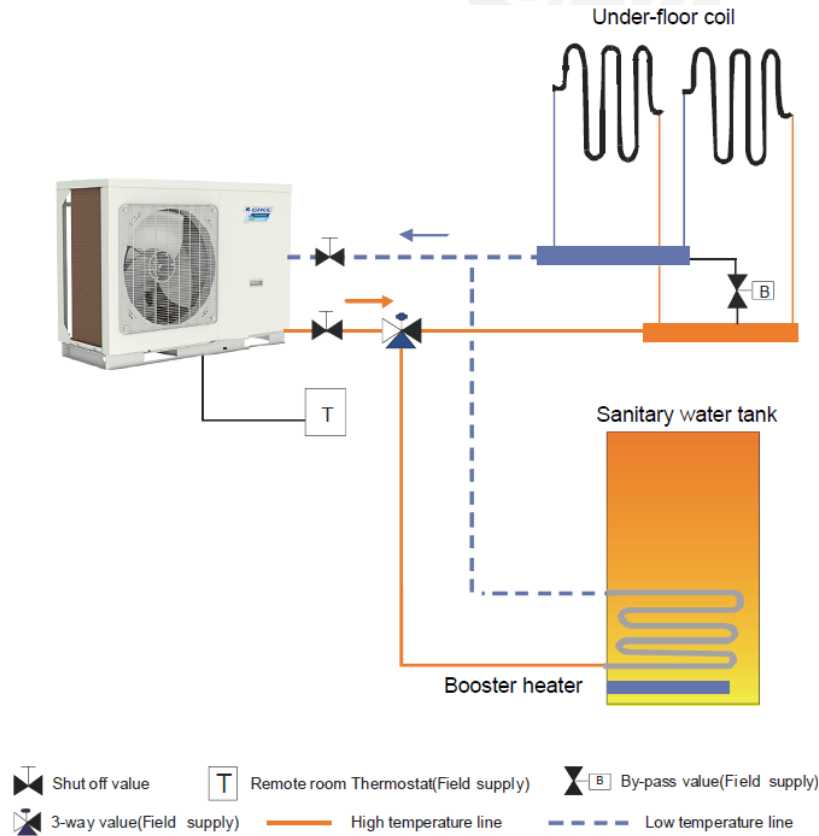 Under-floor coil
GREE
B
T
Sanitary water tank
Booster heater
Shut off value
T Remote room Thermostat(Field supply)
B By-pass value(Field supply)
3-way value(Field supply)
High temperature line
Low temperature line